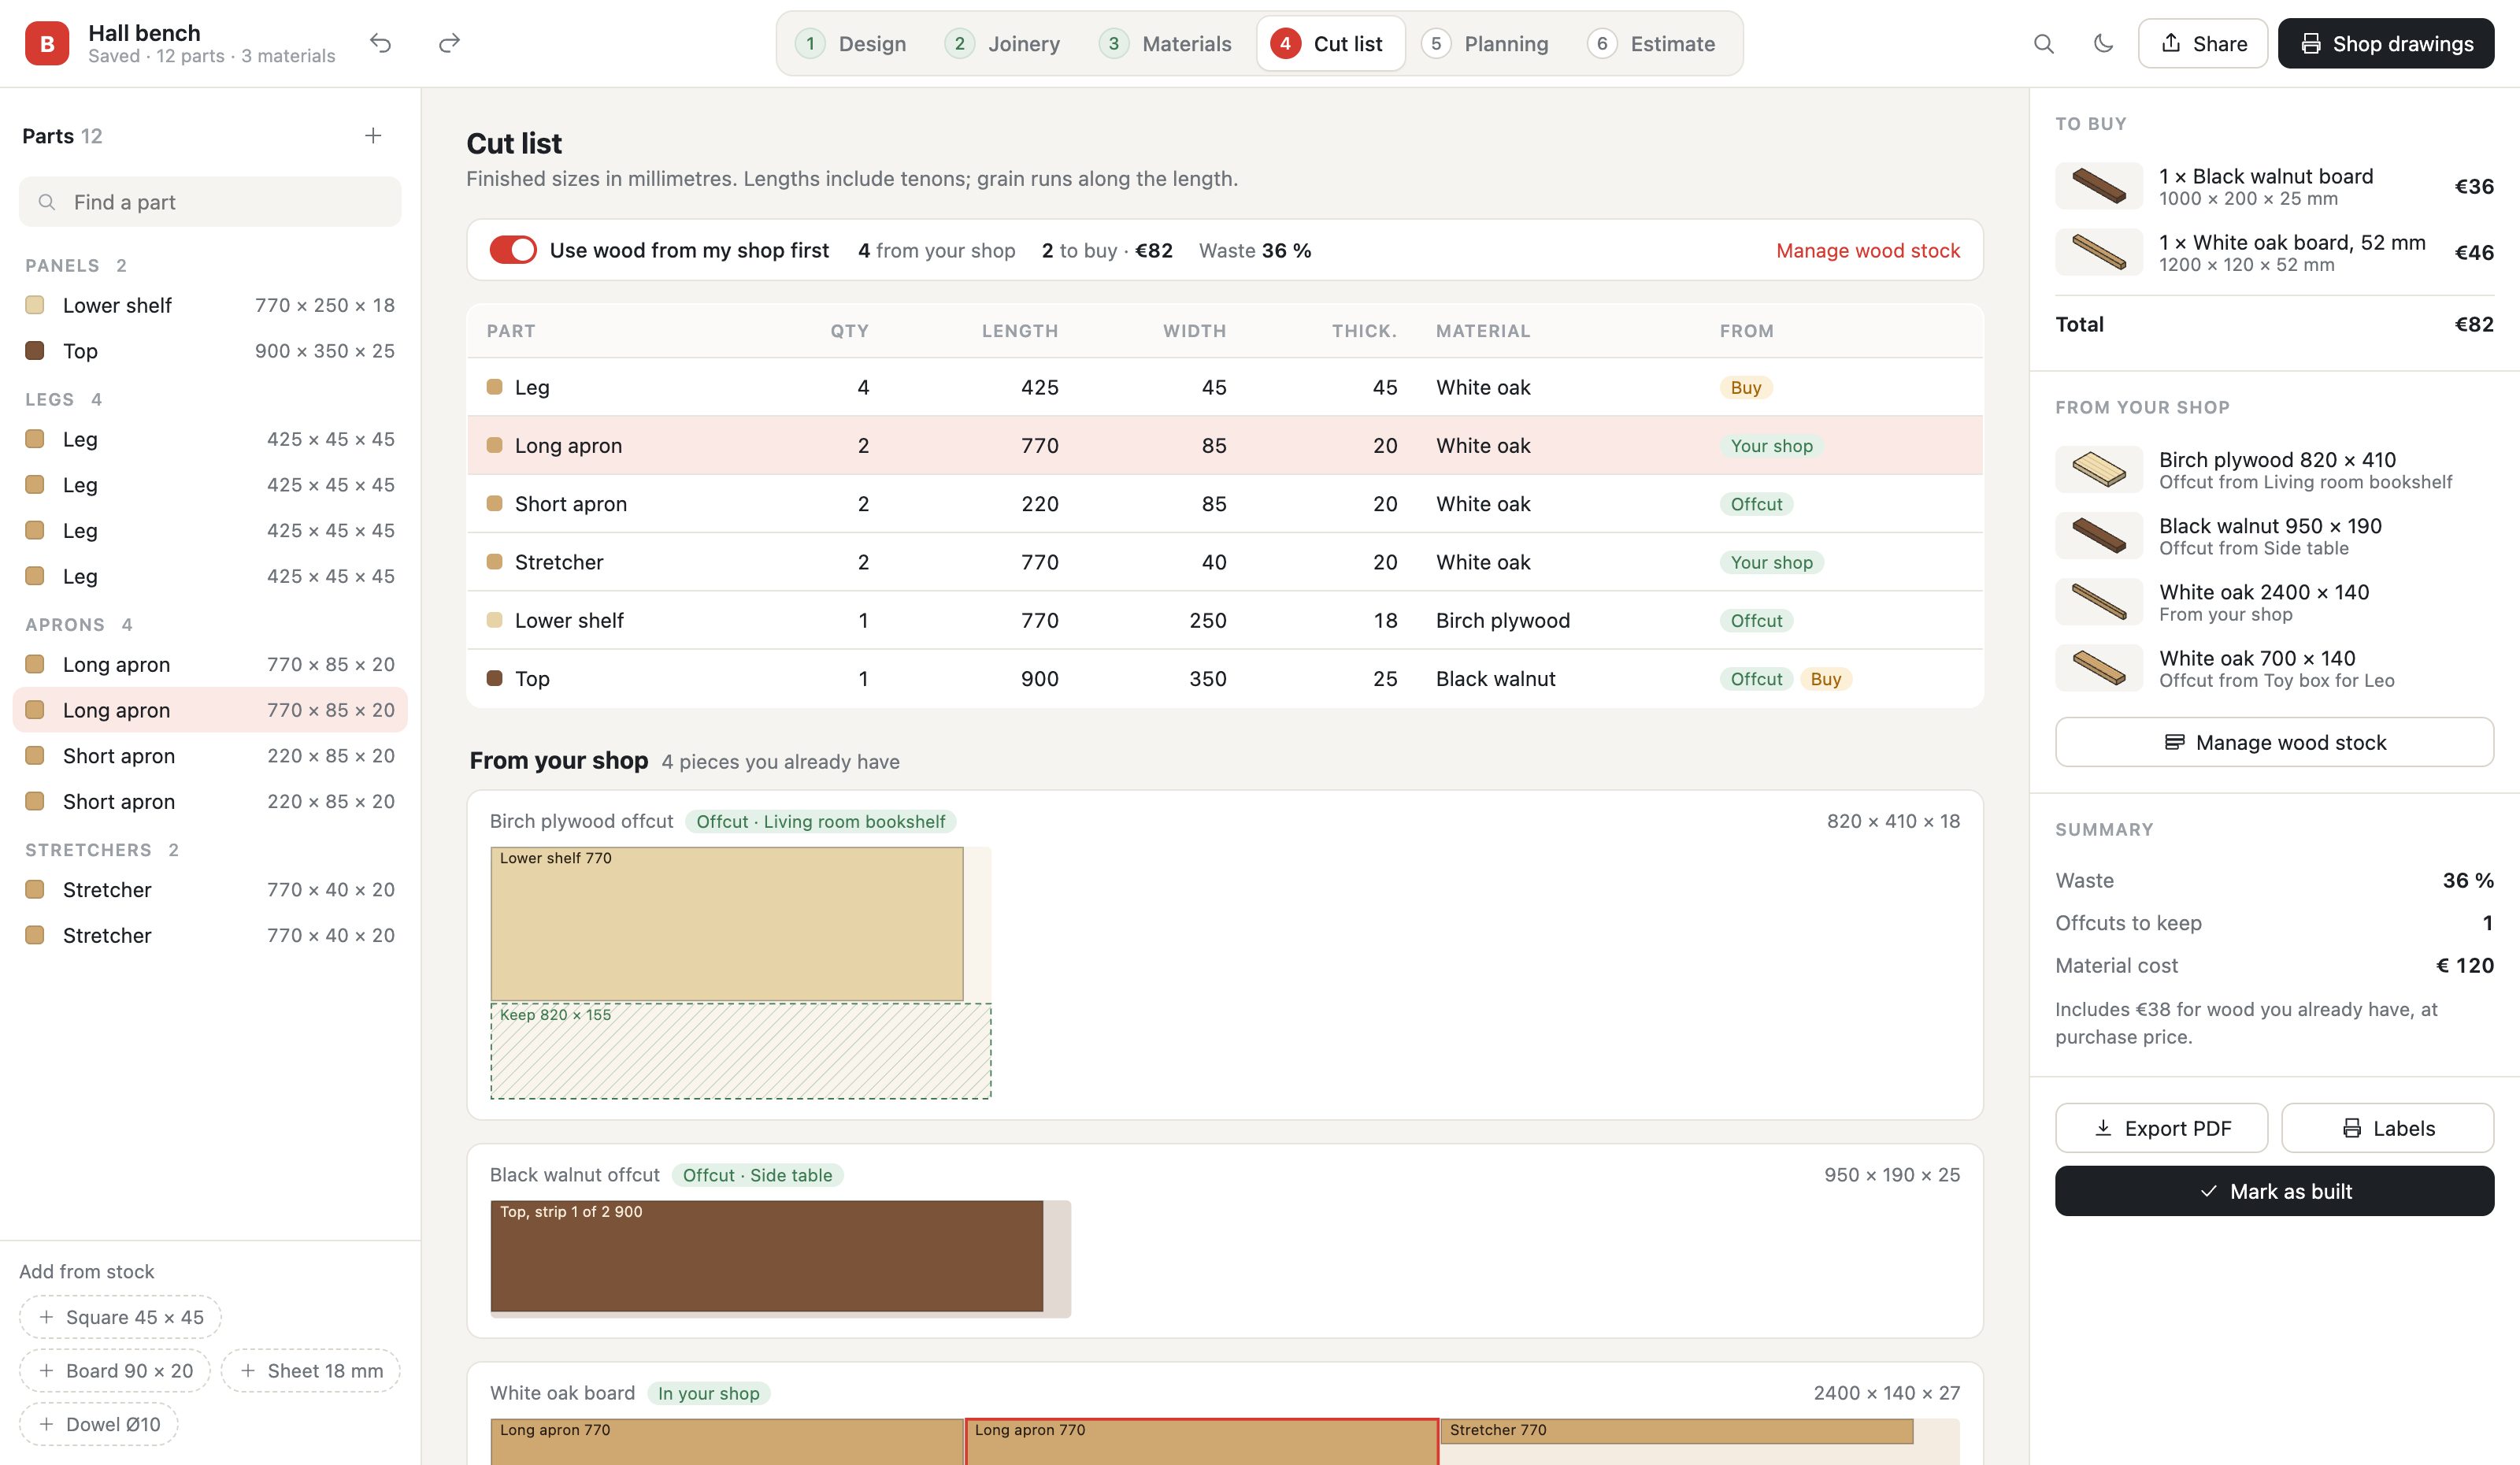 B
Hall bench
Saved · 12 parts · 3 materials
1 Design
2 Joinery
3 Materials
4 Cut list
5 Planning
6 Estimate
Share
Shop drawings
Parts 12
Find a part
PANELS 2
Lower shelf 770 × 250 × 18
Top 900 × 350 × 25
LEGS 4
Leg 425 × 45 × 45
Leg 425 × 45 × 45
Leg 425 × 45 × 45
Leg 425 × 45 × 45
APRONS 4
Long apron 770 × 85 × 20
Long apron 770 × 85 × 20
Short apron 220 × 85 × 20
Short apron 220 × 85 × 20
STRETCHERS 2
Stretcher 770 × 40 × 20
Stretcher 770 × 40 × 20
Add from stock
Square 45 × 45
Board 90 × 20
Sheet 18 mm
Dowel Ø10
Cut list
Finished sizes in millimetres. Lengths include tenons; grain runs along the length.
Use wood from my shop first 4 from your shop 2 to buy · €82 Waste 36 % Manage wood stock
PART QTY LENGTH WIDTH THICK. MATERIAL FROM
Leg 4 425 45 45 White oak Buy
Long apron 2 770 85 20 White oak Your shop
Short apron 2 220 85 20 White oak Offcut
Stretcher 2 770 40 20 White oak Your shop
Lower shelf 1 770 250 18 Birch plywood Offcut
Top 1 900 350 25 Black walnut Offcut Buy
From your shop 4 pieces you already have
Birch plywood offcut Offcut · Living room bookshelf 820 × 410 × 18
Lower shelf 770
Keep 820 × 155
Black walnut offcut Offcut · Side table 950 × 190 × 25
Top, strip 1 of 2 900
White oak board In your shop 2400 × 140 × 27
Long apron 770
Long apron 770
Stretcher 770
TO BUY
1 × Black walnut board €36
1000 × 200 × 25 mm
1 × White oak board, 52 mm €46
1200 × 120 × 52 mm
Total €82
FROM YOUR SHOP
Birch plywood 820 × 410
Offcut from Living room bookshelf
Black walnut 950 × 190
Offcut from Side table
White oak 2400 × 140
From your shop
White oak 700 × 140
Offcut from Toy box for Leo
Manage wood stock
SUMMARY
Waste 36 %
Offcuts to keep 1
Material cost € 120
Includes €38 for wood you already have, at
purchase price.
Export PDF
Labels
Mark as built